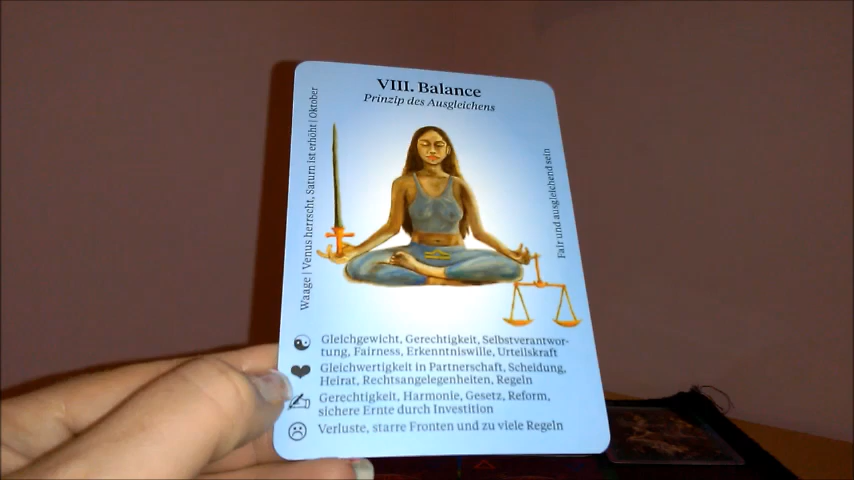 VIII. Balance
Prinzip des Ausgleichens
Waage | Venus herrscht, Saturn ist erhöht | Oktober
Fair und ausgleichend sein
Gleichgewicht, Gerechtigkeit, Selbstverantwor-
tung, Fairness, Erkenntniswille, Urteilskraft
Gleichwertigkeit in Partnerschaft, Scheidung,
Heirat, Rechtsangelegenheiten, Regeln
Gerechtigkeit, Harmonie, Gesetz, Reform,
sichere Ernte durch Investition
Verluste, starre Fronten und zu viele Regeln